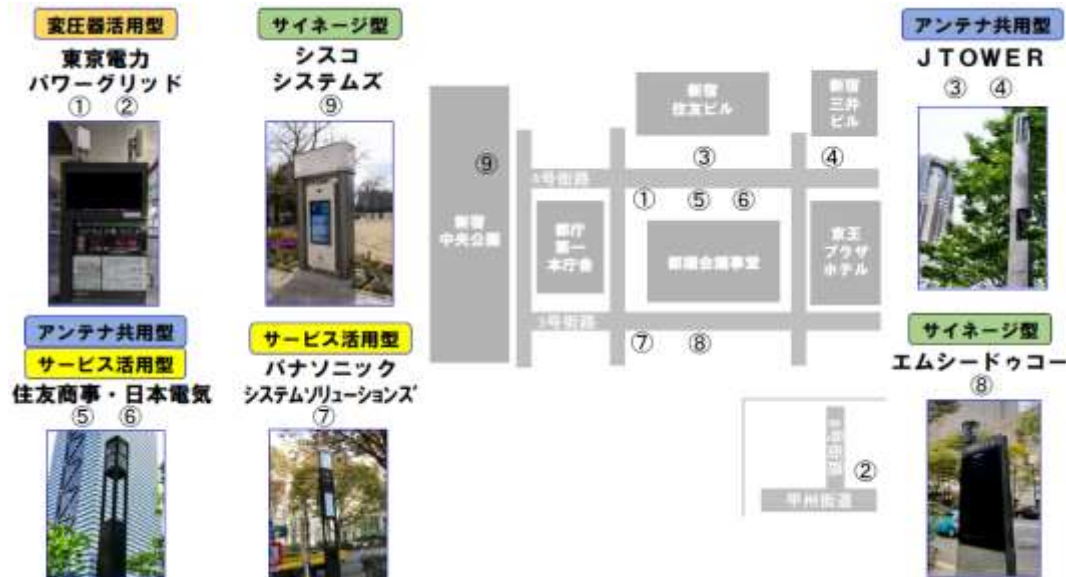 変圧器活用型
東京電力
パワーグリッド
① ②
サイネージ型
シスコ
システムズ
⑨
アンテナ共用型
JTOWER
③ ④
アンテナ共用型
サービス活用型
住友商事・日本電気
⑤ ⑥
サービス活用型
パナソニック
システムソリューションズ
⑦
サイネージ型
エムシードゥコー
⑧
新宿
住友ビル
新宿
三井
ビル
⑨
③
④
4号街路
①
⑤ ⑥
新宿
中央公園
都庁
第一
本庁舎
都議会議事堂
京王
プラザ
ホテル
5号街路
⑦ ⑧
②
甲州街道